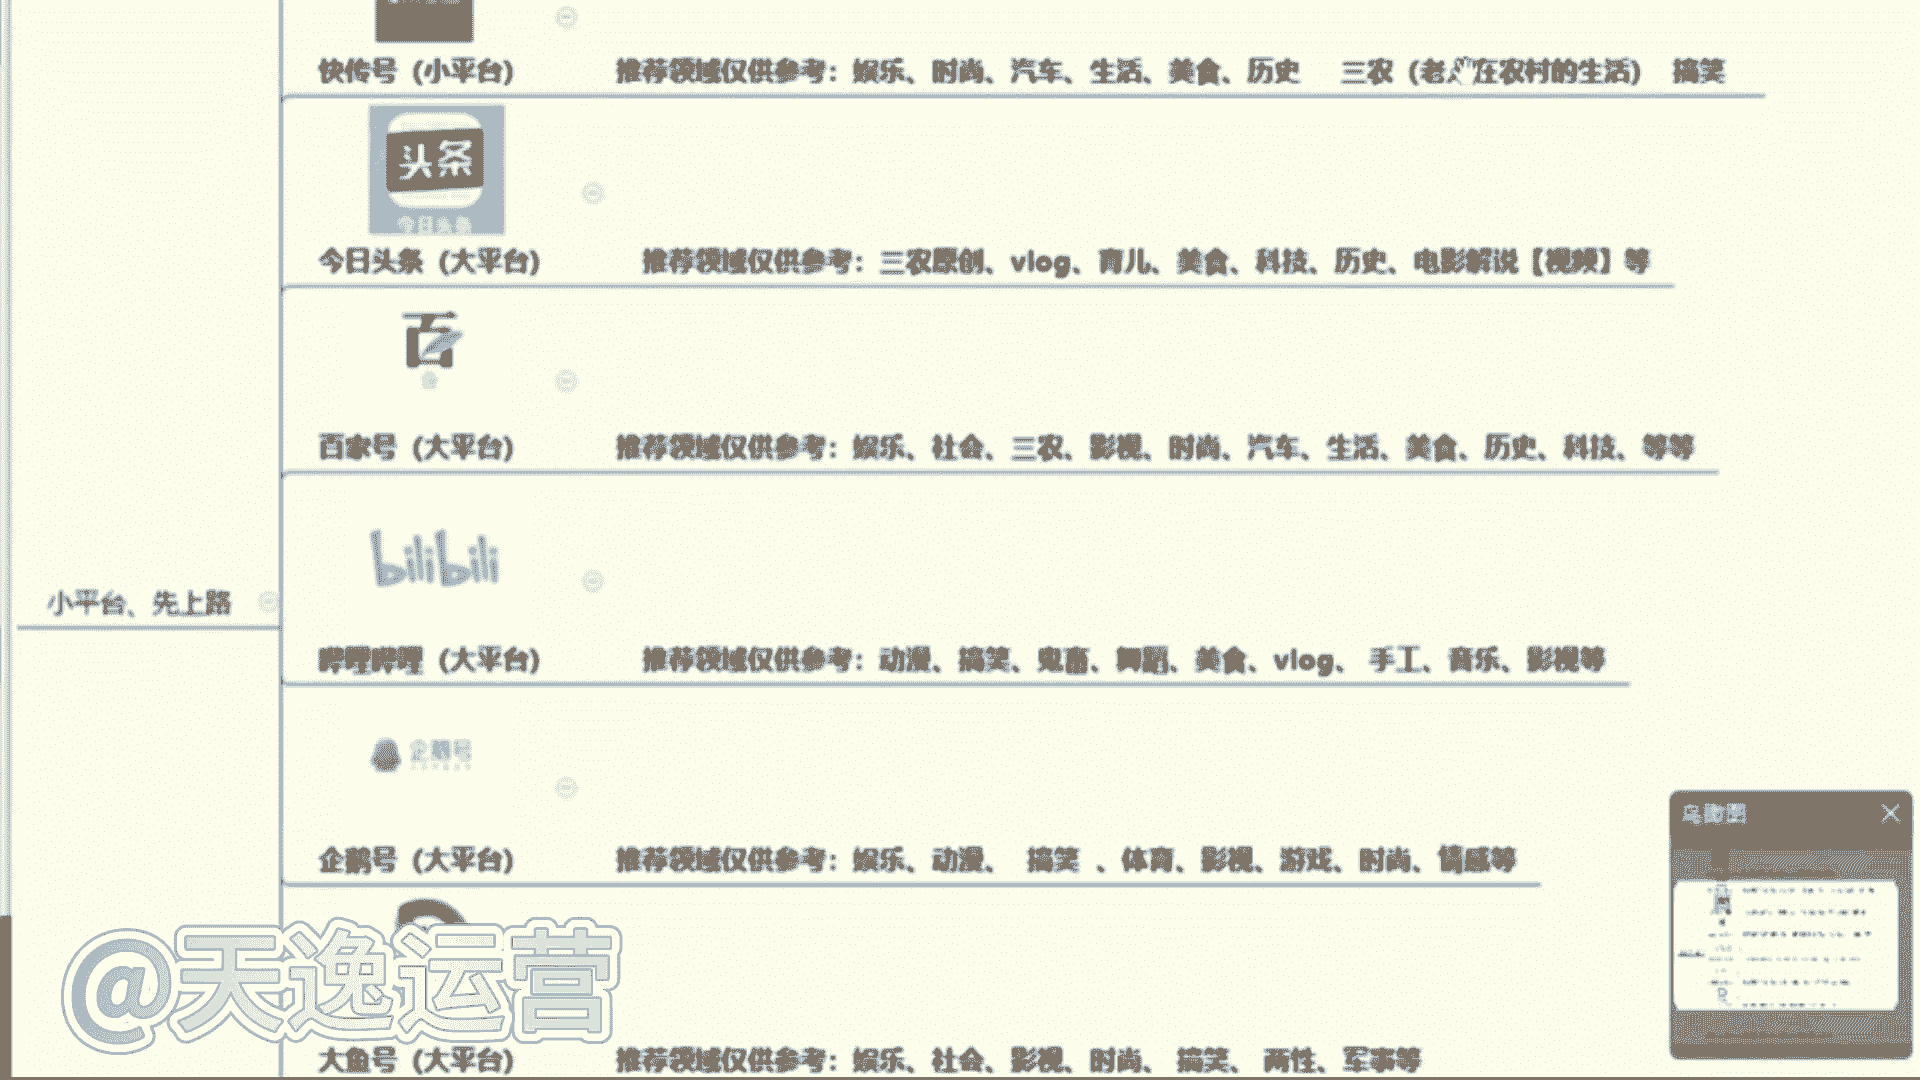 快传号（小平台） 推荐领域仅供参考：娱乐、时尚、汽车、生活、美食、历史 三农（老人在农村的生活） 搞笑
头条
今日头条
今日头条（大平台） 推荐领域仅供参考：三农原创、vlog、育儿、美食、科技、历史、电影解说【视频】等
百家号（大平台） 推荐领域仅供参考：娱乐、社会、三农、影视、时尚、汽车、生活、美食、历史、科技、等等
bilibili
小平台、先上路
哔哩哔哩（大平台） 推荐领域仅供参考：动漫、搞笑、鬼畜、舞蹈、美食、vlog、 手工、音乐、影视等
企鹅号
企鹅号（大平台） 推荐领域仅供参考：娱乐、动漫、 搞笑 、体育、影视、游戏、时尚、情感等
鸟瞰图
@天逸运营
大鱼号（大平台） 推荐领域仅供参考：娱乐、社会、影视、时尚、 搞笑、 两性、军事等